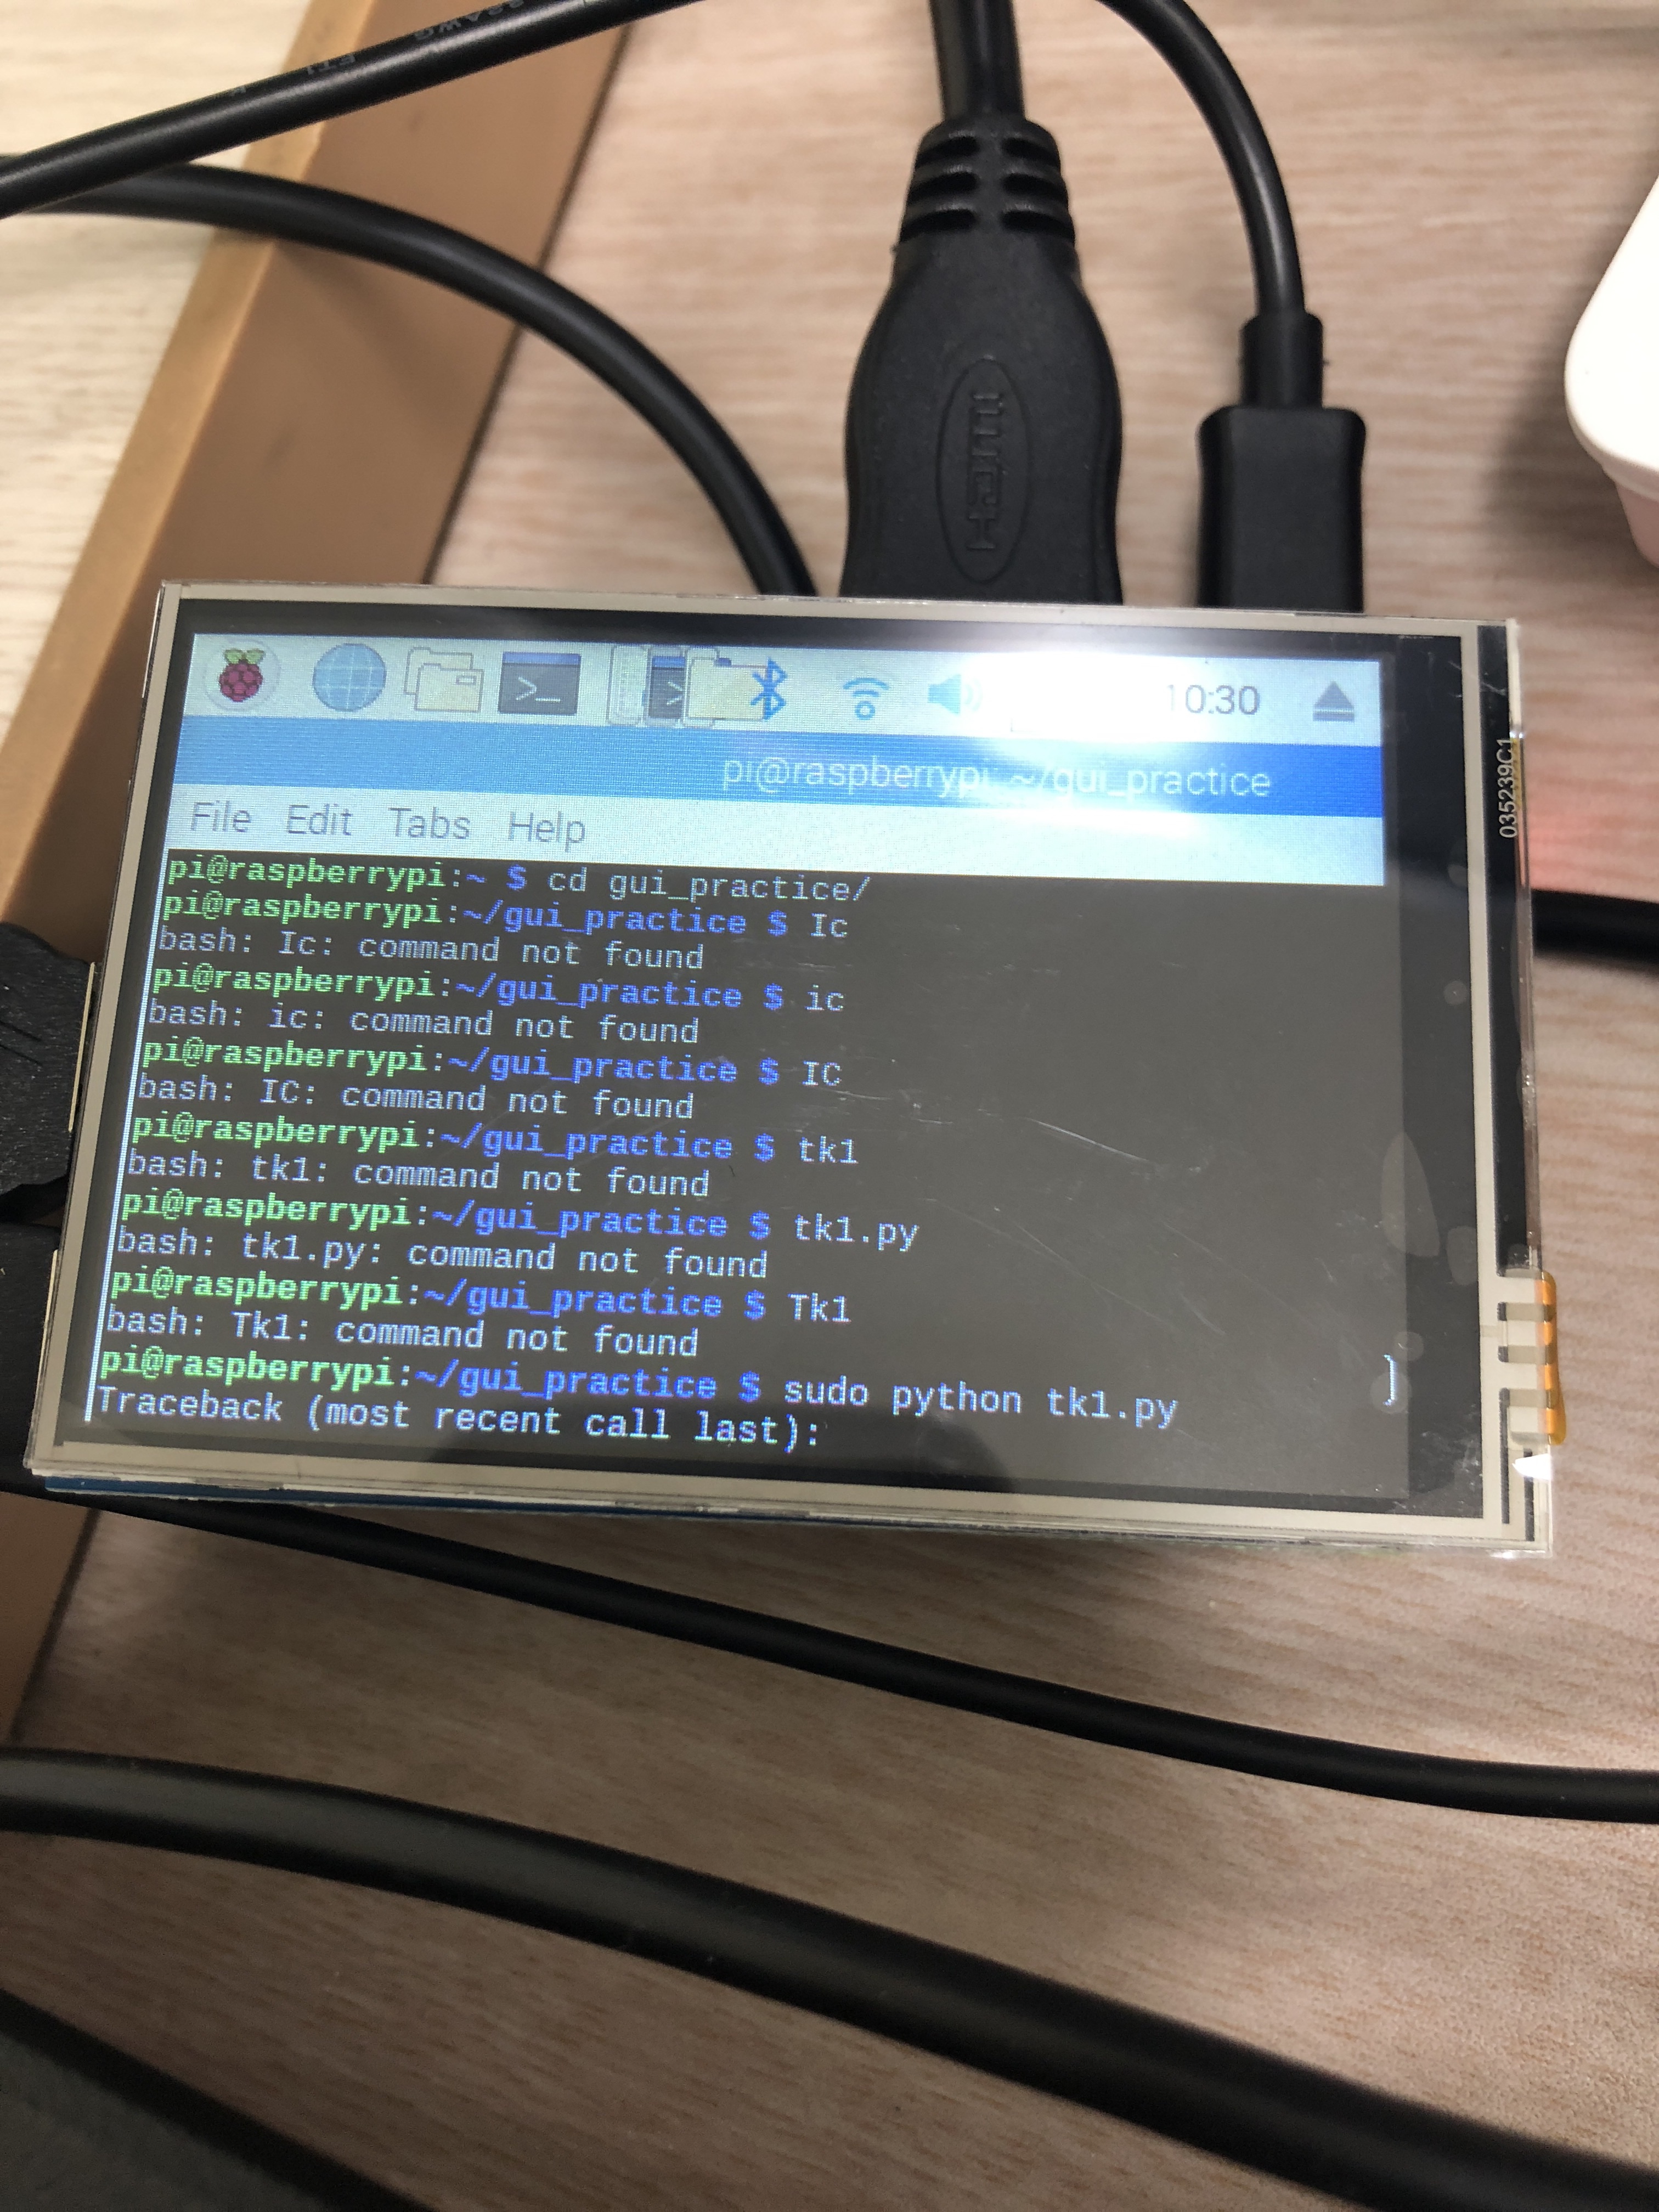 10:30
pi@raspberrypi: ~/gui_practice
File Edit Tabs Help
pi@raspberrypi:~ $ cd gui_practice/
pi@raspberrypi:~/gui_practice $ Ic
bash: Ic: command not found
pi@raspberrypi:~/gui_practice $ ic
bash: ic: command not found
pi@raspberrypi:~/gui_practice $ IC
bash: IC: command not found
pi@raspberrypi:~/gui_practice $ tk1
bash: tk1: command not found
pi@raspberrypi:~/gui_practice $ tk1.py
bash: tk1.py: command not found
pi@raspberrypi:~/gui_practice $ Tk1
bash: Tk1: command not found
pi@raspberrypi:~/gui_practice $ sudo python tk1.py
Traceback (most recent call last):
]
035239C1